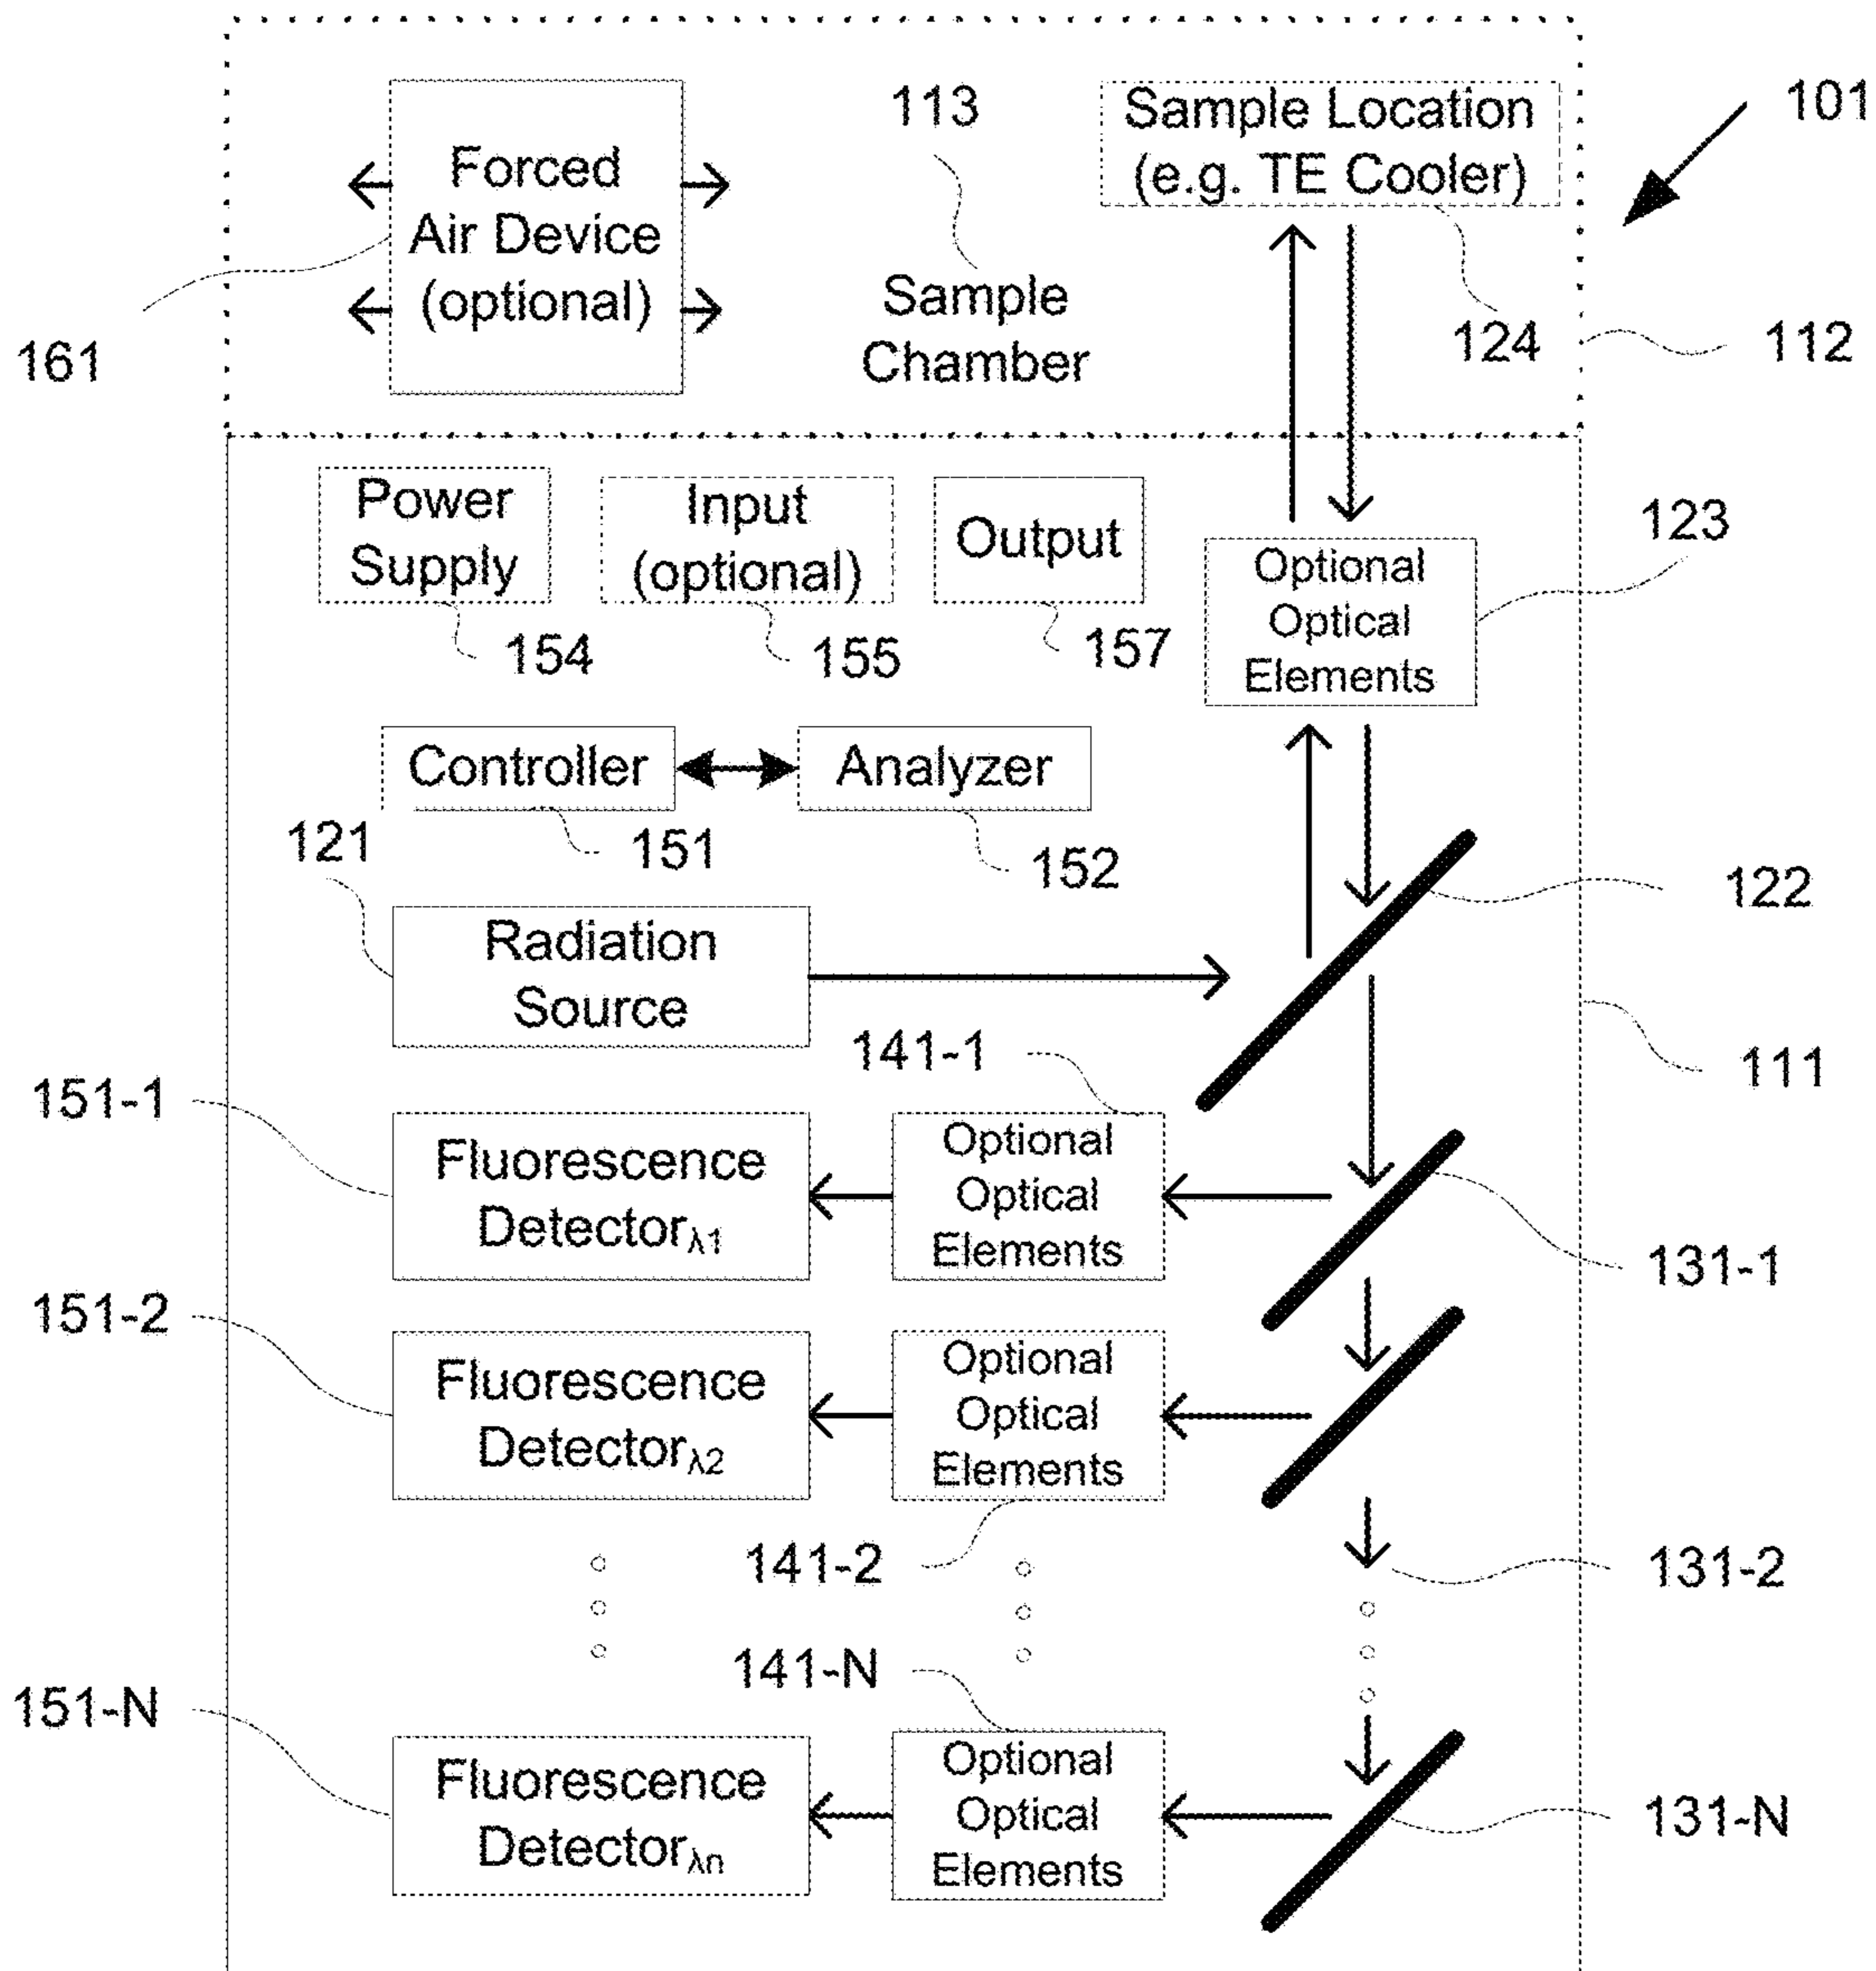 101
113
Sample Location
(e.g. TE Cooler)
Forced
Air Device
(optional)
Sample
Chamber
124
112
161
Power
Supply
Input
(optional)
Output
123
Optional
Optical
Elements
154
155
157
Controller
Analyzer
121
151
152
122
Radiation
Source
141-1
111
151-1
Fluorescence
Detectorλ1
Optional
Optical
Elements
131-1
151-2
Fluorescence
Detectorλ2
Optional
Optical
Elements
141-2
131-2
141-N
151-N
Fluorescence
Detectorλn
Optional
Optical
Elements
131-N